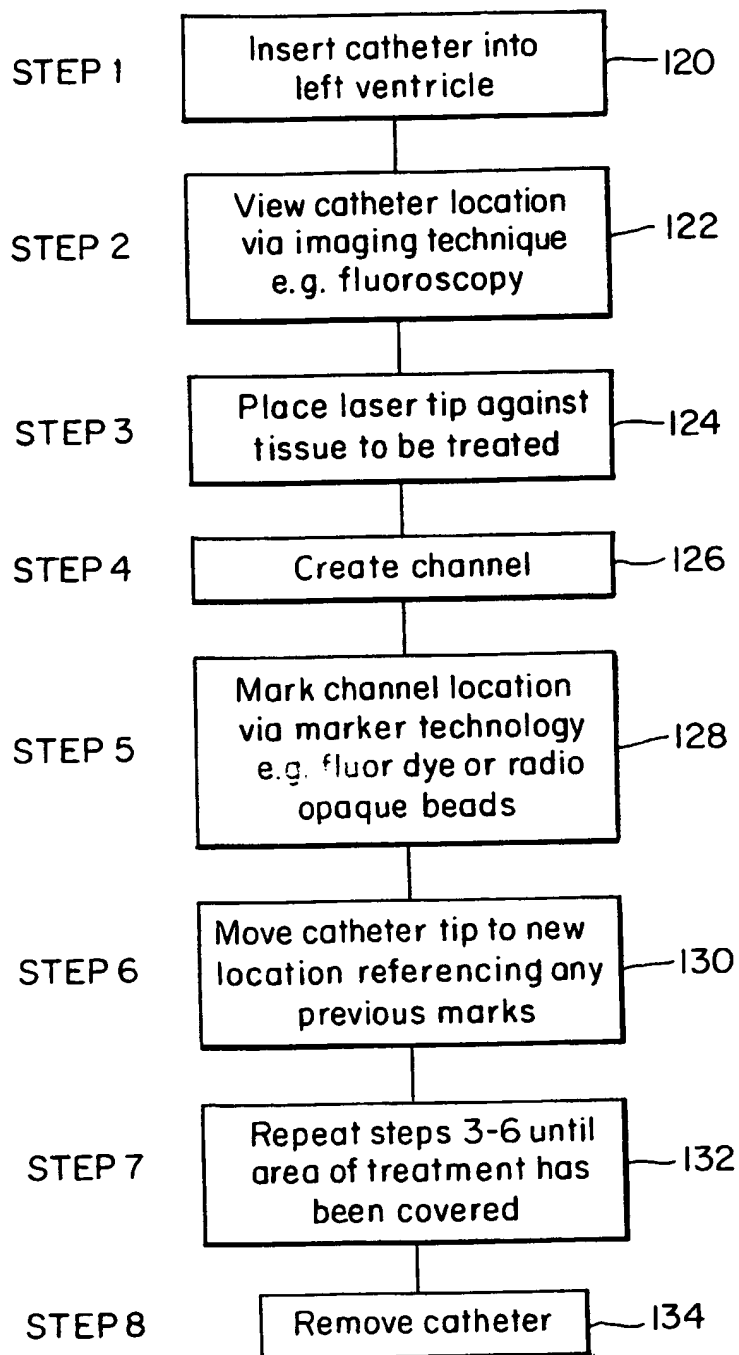 STEP 1
Insert catheter into
left ventricle
120
STEP 2
View catheter location
via imaging technique
e.g. fluoroscopy
122
STEP 3
Place laser tip against
tissue to be treated
124
STEP 4
Create channel
126
STEP 5
Mark channel location
via marker technology
e.g. fluor dye or radio
opaque beads
128
STEP 6
Move catheter tip to new
location referencing any
previous marks
130
STEP 7
Repeat steps 3-6 until
area of treatment has
been covered
132
STEP 8
Remove catheter
134